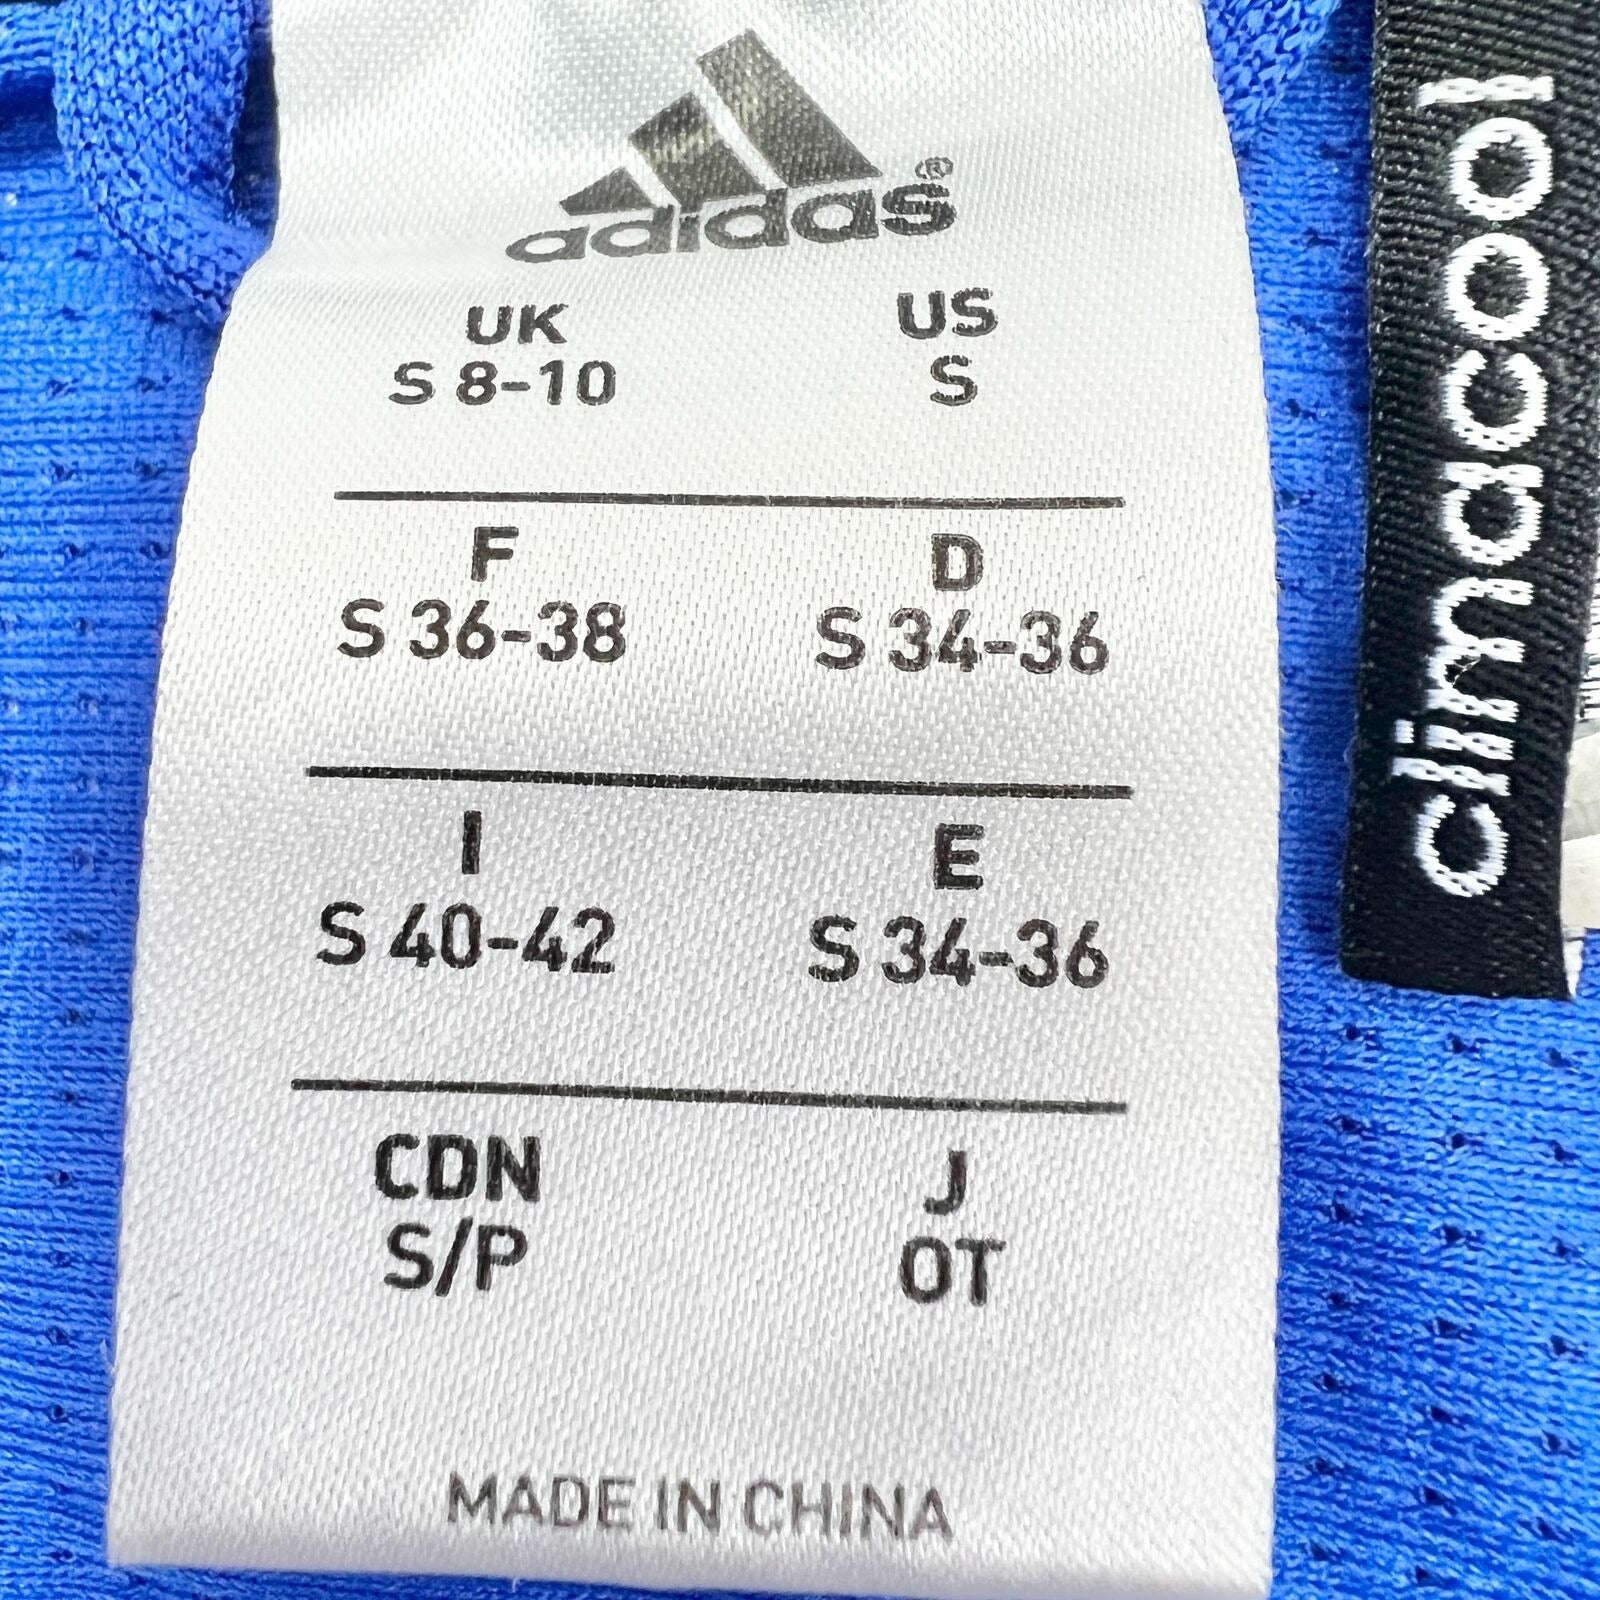 adidas®
UK US
S 8-10 S
F D
S 36-38 S 34-36
I E
S 40-42 S 34-36
CDN J
S/P OT
MADE IN CHINA
climacool